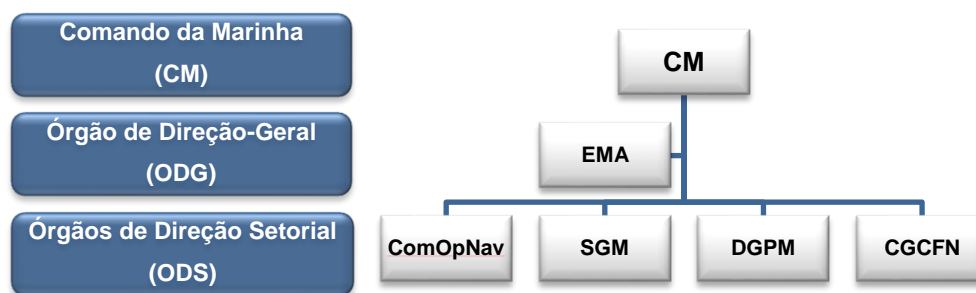 Comando da Marinha
(CM)
Órgão de Direção-Geral
(ODG)
Órgãos de Direção Setorial
(ODS)
CM
EMA
ComOpNav
SGM
DGPM
CGCFN